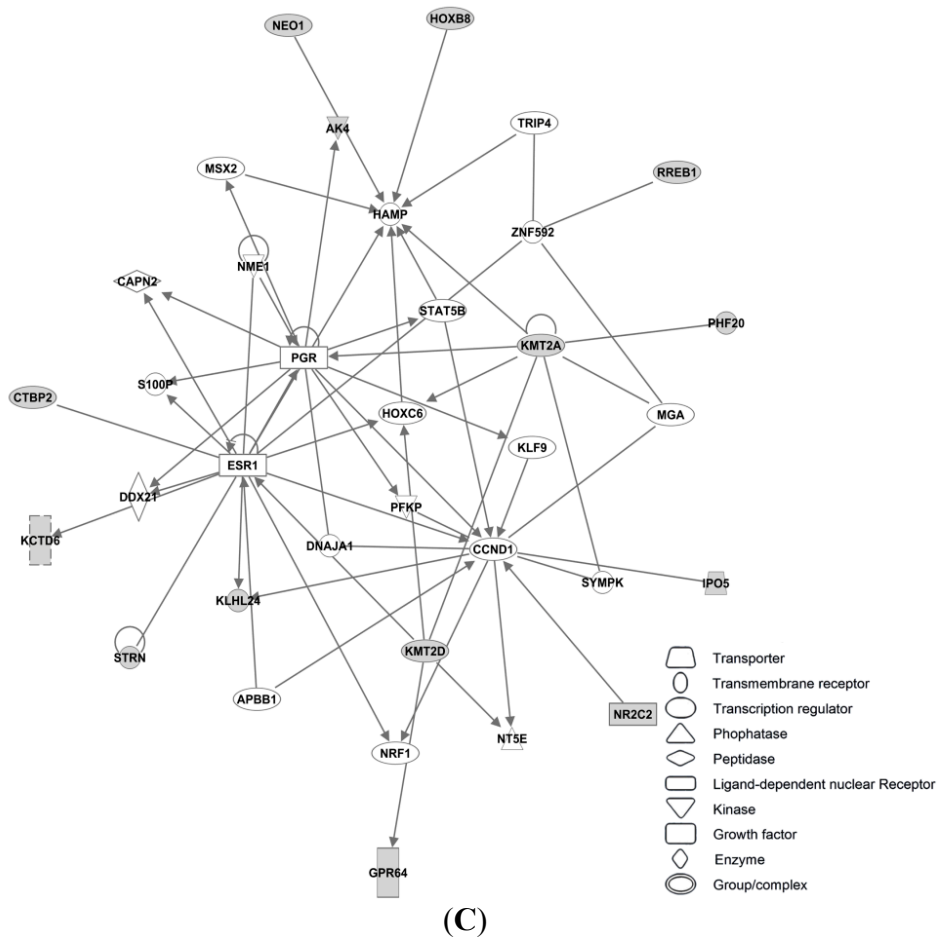 NEO1
HOXB8
AK4
TRIP4
MSX2
RREB1
HAMP
ZNF592
NME1
CAPN2
STAT5B
PHF20
KMT2A
PGR
S100P
CTBP2
HOXC6
MGA
KLF9
ESR1
DDX21
PFKP
KCTD6
DNAJA1
CCND1
SYMPK
IPO5
KLHL24
STRN
KMT2D
APBB1
NR2C2
NT5E
NRF1
GPR64
Transporter
Transmembrane receptor
Transcription regulator
Phophatase
Peptidase
Ligand-dependent nuclear Receptor
Kinase
Growth factor
Enzyme
Group/complex
(C)